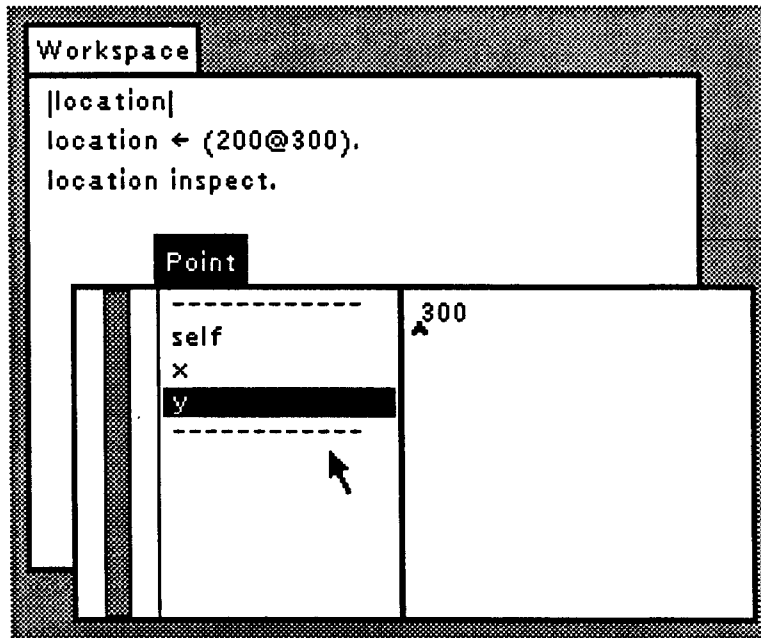 Workspace
|location|
location ← (200@300).
location inspect.
Point
------------
self
x
y
------------
300